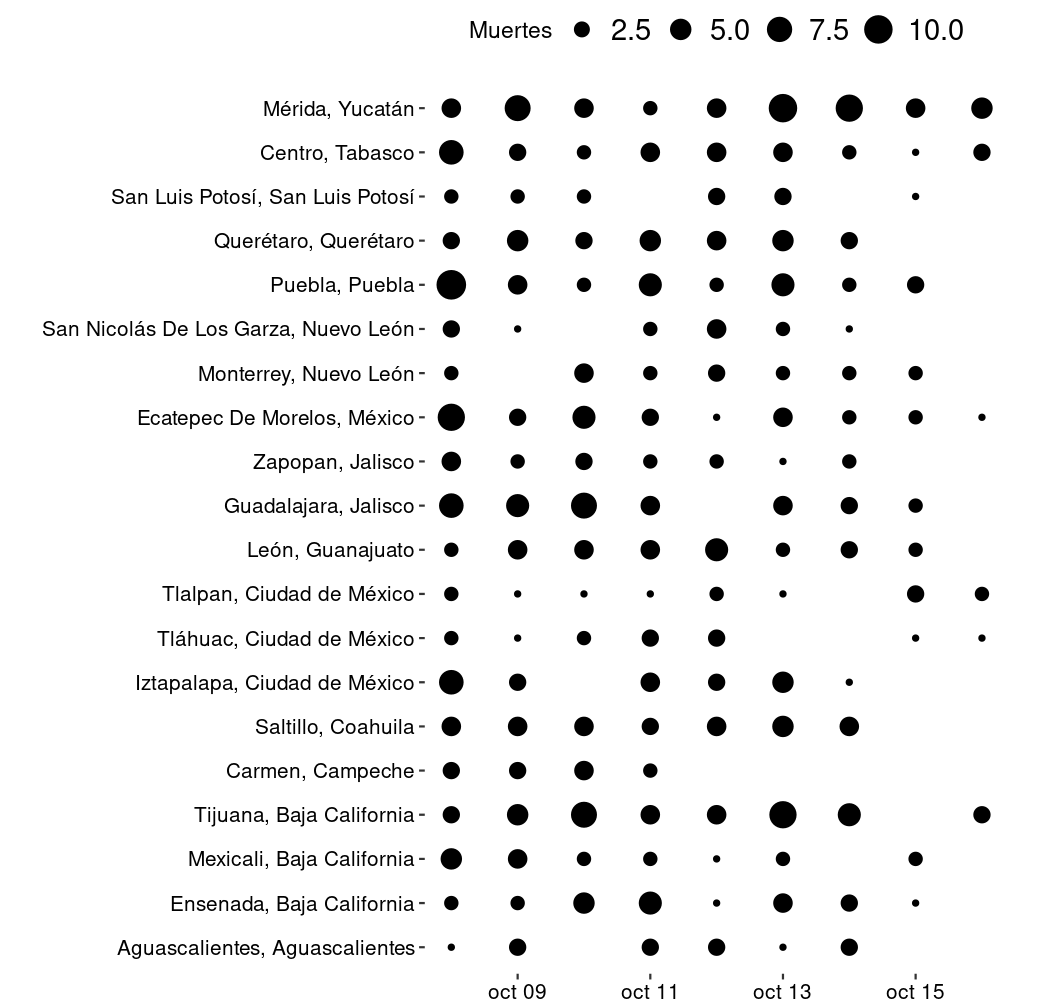 Muertes 2.5 5.0 7.5 10.0
Mérida, Yucatán
Centro, Tabasco
San Luis Potosí, San Luis Potosí
Querétaro, Querétaro
Puebla, Puebla
San Nicolás De Los Garza, Nuevo León
Monterrey, Nuevo León
Ecatepec De Morelos, México
Zapopan, Jalisco
Guadalajara, Jalisco
León, Guanajuato
Tlalpan, Ciudad de México
Tláhuac, Ciudad de México
Iztapalapa, Ciudad de México
Saltillo, Coahuila
Carmen, Campeche
Tijuana, Baja California
Mexicali, Baja California
Ensenada, Baja California
Aguascalientes, Aguascalientes
oct 09 oct 11 oct 13 oct 15